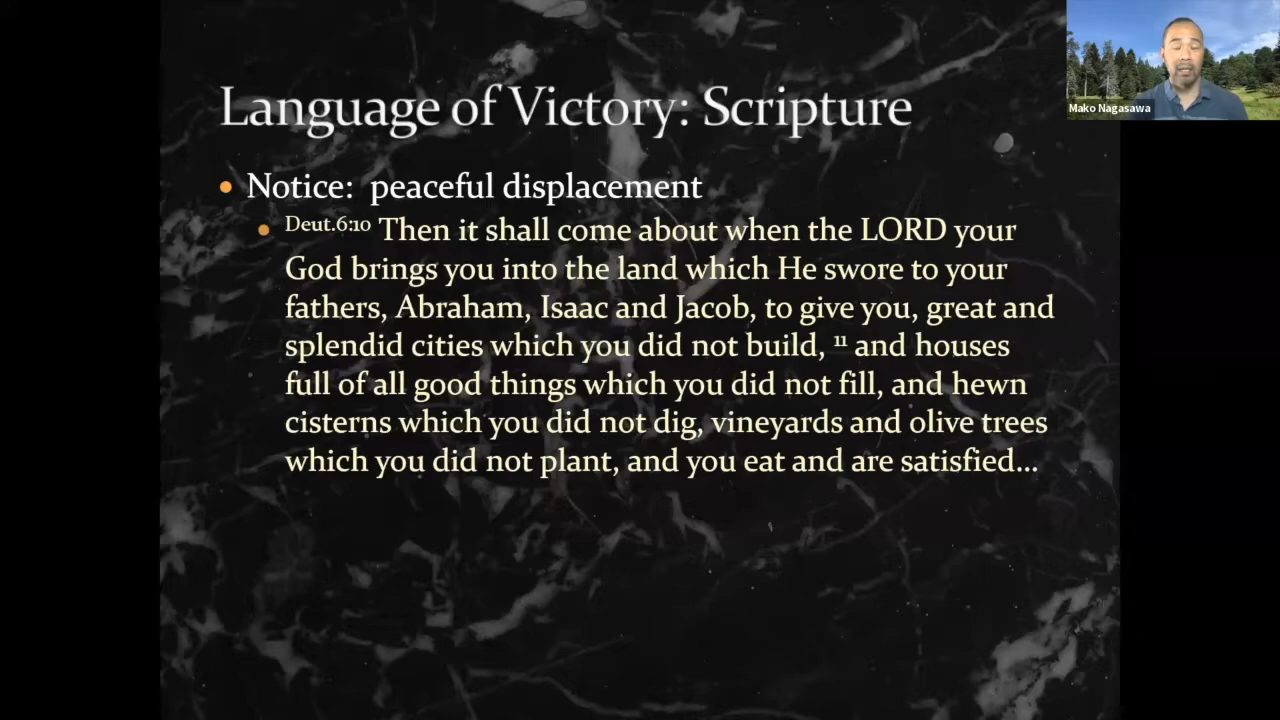 Language of Victory: Scripture
Mako Nagasawa
• Notice:  peaceful displacement
• Deut.6:10 Then it shall come about when the LORD your
God brings you into the land which He swore to your
fathers, Abraham, Isaac and Jacob, to give you, great and
splendid cities which you did not build, 11 and houses
full of all good things which you did not fill, and hewn
cisterns which you did not dig, vineyards and olive trees
which you did not plant, and you eat and are satisfied…